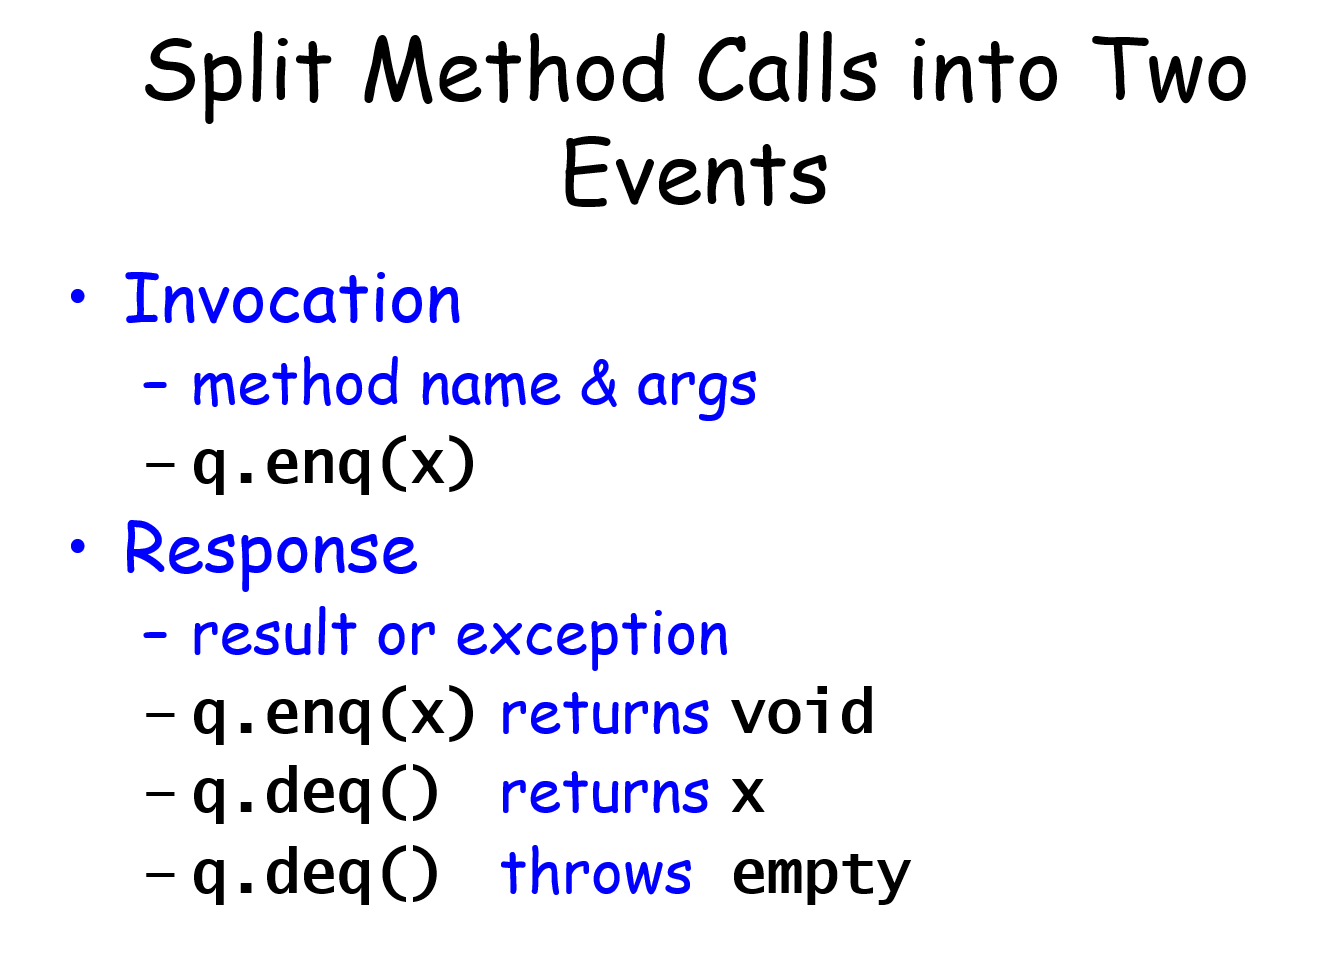 Split Method Calls into Two
Events
• Invocation
– method name & args
– q.enq(x)
• Response
– result or exception
– q.enq(x) returns void
– q.deq() returns x
– q.deq() throws empty